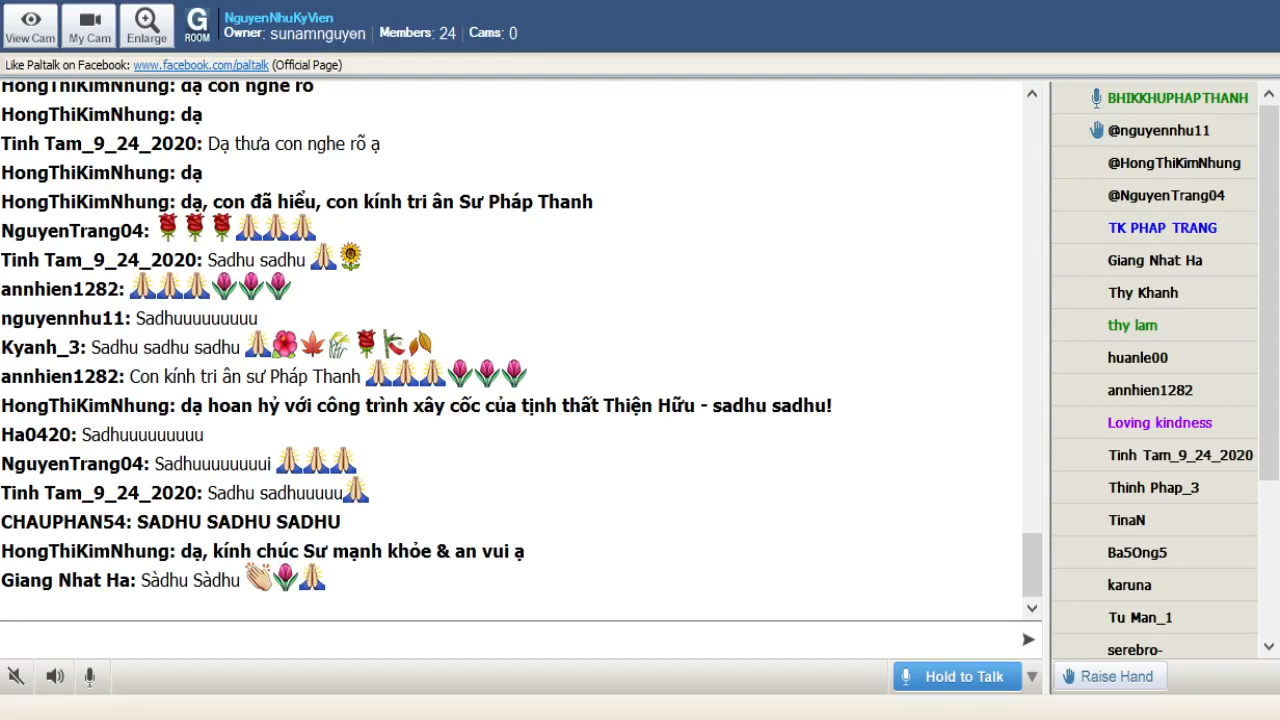 View Cam
My Cam
Enlarge
G
ROOM
NguyenNhuKyVien
Owner: sunamnguyen | Members: 24 | Cams: 0
Like Paltalk on Facebook: www.facebook.com/paltalk (Official Page)
HongThiKimNhung: dạ con nghe rõ
HongThiKimNhung: dạ
Tinh Tam_9_24_2020: Dạ thưa con nghe rõ ạ
HongThiKimNhung: dạ
HongThiKimNhung: dạ, con đã hiểu, con kính tri ân Sư Pháp Thanh
NguyenTrang04: 🌹🌹🌹🙏🙏🙏
Tinh Tam_9_24_2020: Sadhu sadhu 🙏🌻
annhien1282: 🙏🙏🙏🌷🌷🌷
nguyennhu11: Sadhuuuuuuuuu
Kyanh_3: Sadhu sadhu sadhu 🙏🌺🍁🌾🌹🎋🍂
annhien1282: Con kính tri ân sư Pháp Thanh 🙏🙏🙏🌷🌷🌷
HongThiKimNhung: dạ hoan hỷ với công trình xây cốc của tịnh thất Thiện Hữu - sadhu sadhu!
Ha0420: Sadhuuuuuuuuu
NguyenTrang04: Sadhuuuuuuuui 🙏🙏🙏
Tinh Tam_9_24_2020: Sadhu sadhuuuuu🙏
CHAUPHAN54: SADHU SADHU SADHU
HongThiKimNhung: dạ, kính chúc Sư mạnh khỏe & an vui ạ
Giang Nhat Ha: Sàdhu Sàdhu 👏🌷🙏
Hold to Talk
BHIKKHUPHAPTHANH
@nguyennhu11
@HongThiKimNhung
@NguyenTrang04
TK PHAP TRANG
Giang Nhat Ha
Thy Khanh
thy lam
huanle00
annhien1282
Loving kindness
Tinh Tam_9_24_2020
Thinh Phap_3
TinaN
Ba5Ong5
karuna
Tu Man_1
serebro-
Raise Hand